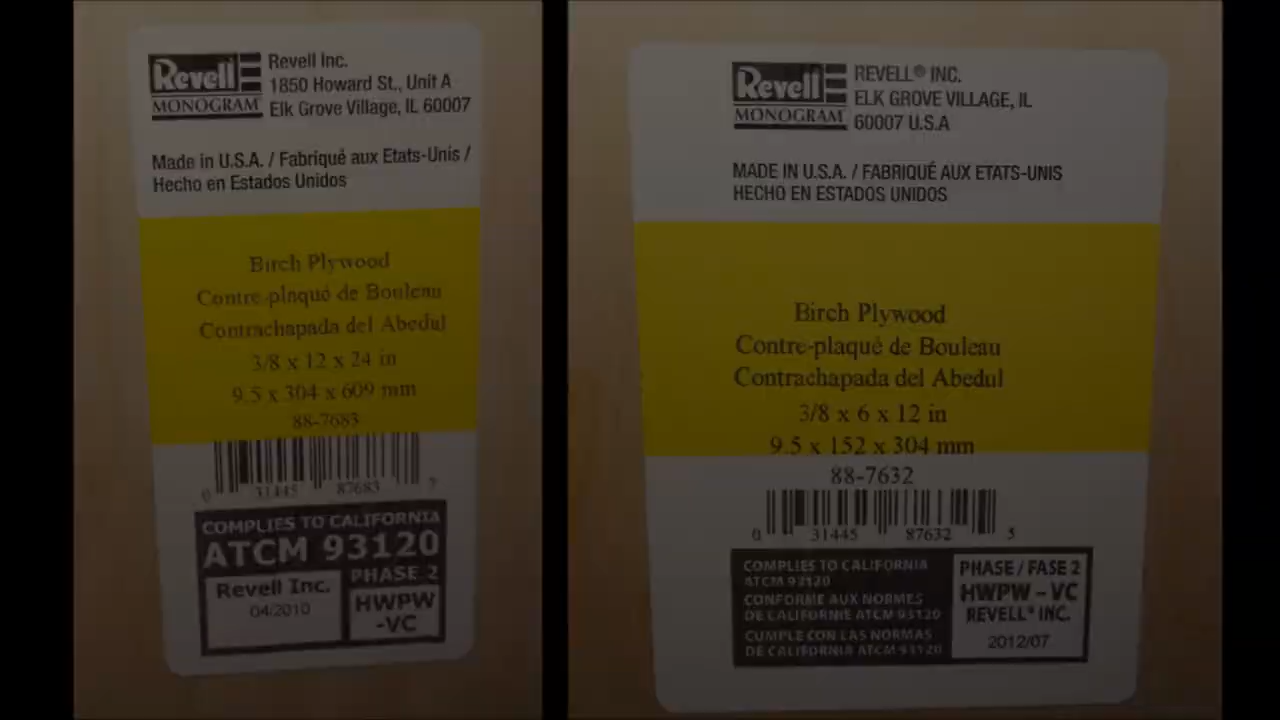 Revell
MONOGRAM
Revell Inc.
1850 Howard St., Unit A
Elk Grove Village, IL 60007
Made in U.S.A. / Fabriqué aux Etats-Unis /
Hecho en Estados Unidos
Birch Plywood
Contre-plaqué de Bouleau
Contrachapada del Abedul
3/8 x 12 x 24 in
9.5 x 304 x 609 mm
88-7683
0 31445 87683 7
COMPLIES TO CALIFORNIA
ATCM 93120
PHASE 2
Revell Inc.
04/2010
HWPW
-VC
Revell
MONOGRAM
REVELL® INC.
ELK GROVE VILLAGE, IL
60007 U.S.A
MADE IN U.S.A. / FABRIQUÉ AUX ETATS-UNIS
HECHO EN ESTADOS UNIDOS
Birch Plywood
Contre-plaqué de Bouleau
Contrachapada del Abedul
3/8 x 6 x 12 in
9.5 x 152 x 304 mm
88-7632
0 31445 87632 5
COMPLIES TO CALIFORNIA
ATCM 93120
CONFORME AUX NORMES
DE CALIFORNIE ATCM 93120
CUMPLE CON LAS NORMAS
DE CALIFORNIA ATCM 93120
PHASE / FASE 2
HWPW – VC
REVELL® INC.
2012/07